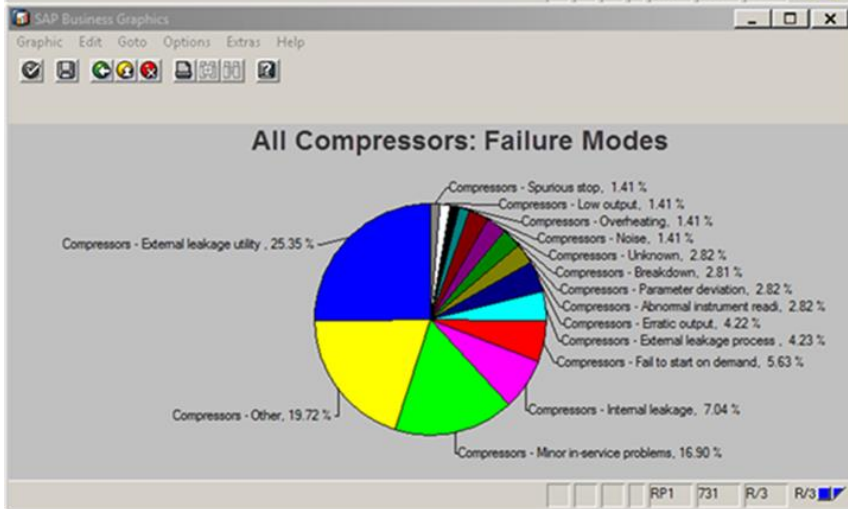 SAP Business Graphics
Graphic Edit Goto Options Extras Help
All Compressors: Failure Modes
Compressors - Spurious stop, 1.41 %
Compressors - Low output, 1.41 %
Compressors - Overheating, 1.41 %
Compressors - Noise, 1.41 %
Compressors - Unknown, 2.82 %
Compressors - Breakdown, 2.81 %
Compressors - Parameter deviation, 2.82 %
Compressors - Abnormal instrument readi, 2.82 %
Compressors - Erratic output, 4.22 %
Compressors - External leakage process , 4.23 %
Compressors - Fail to start on demand, 5.63 %
Compressors - Internal leakage, 7.04 %
Compressors - Minor in-service problems, 16.90 %
Compressors - Other, 19.72 %
Compressors - External leakage utility , 25.35 %
RP1 731 R/3 R/3